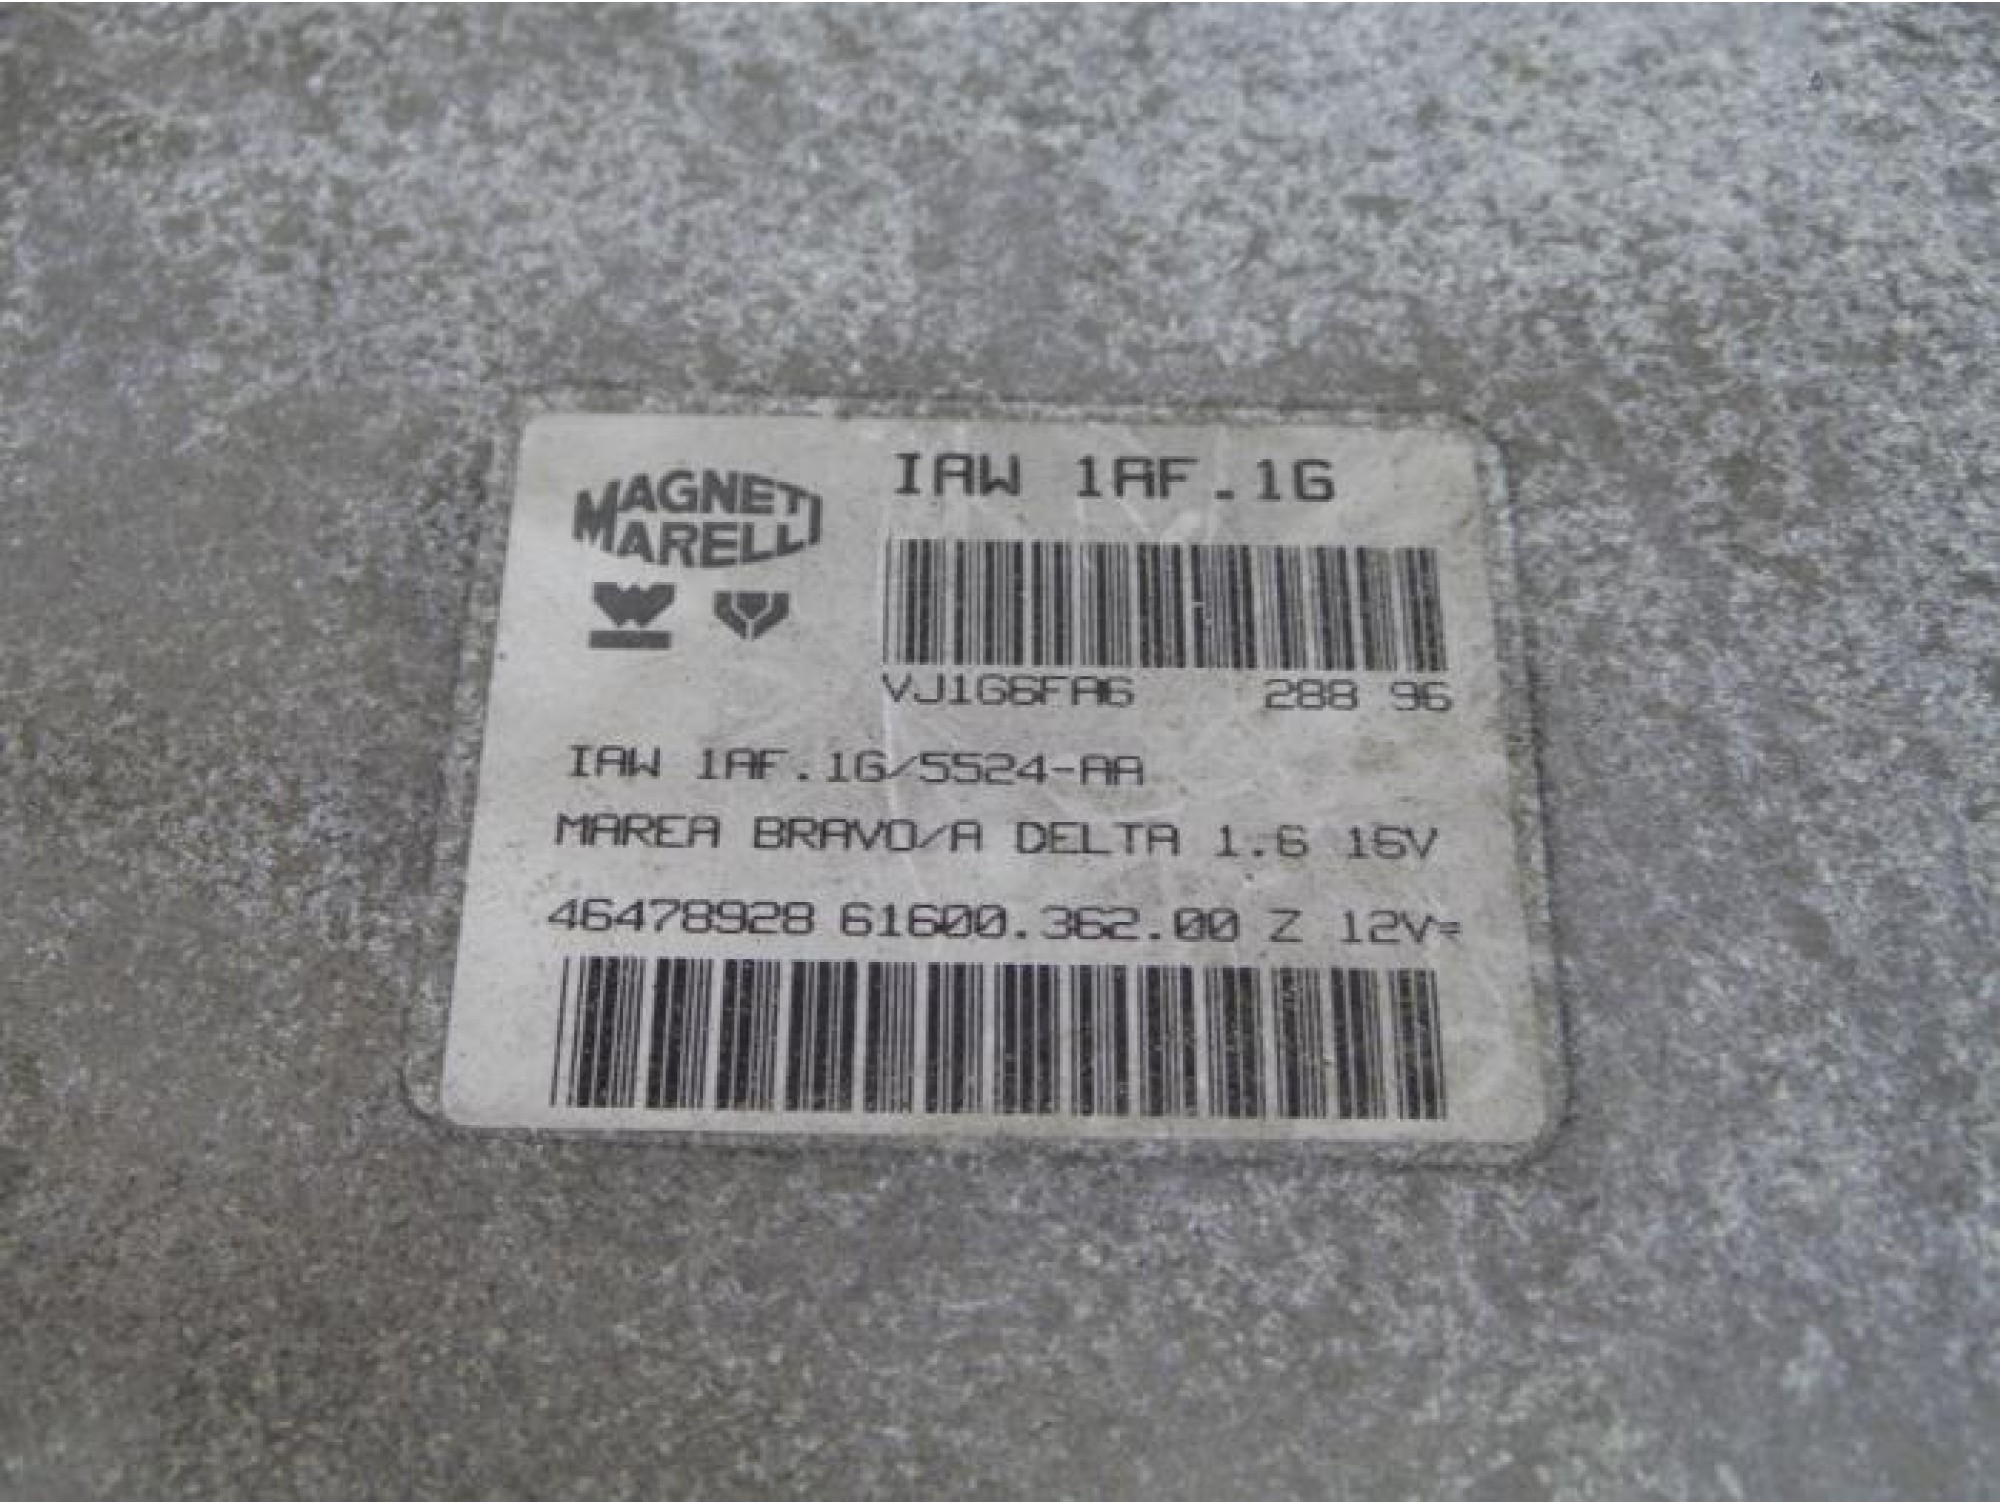 MAGNETI
MARELLI
IAW 1AF.1G
VJ1G6FA6 288 96
IAW 1AF.1G/5524-AA
MAREA BRAVO/A DELTA 1.6 16V
46478928 61600.362.00 Z 12V=